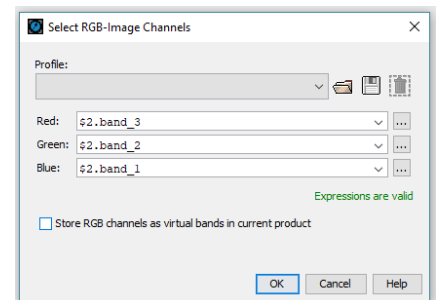 Select RGB-Image Channels
Profile:
Red: $2.band_3 ...
Green: $2.band_2 ...
Blue: $2.band_1 ...
Expressions are valid
Store RGB channels as virtual bands in current product
OK Cancel Help